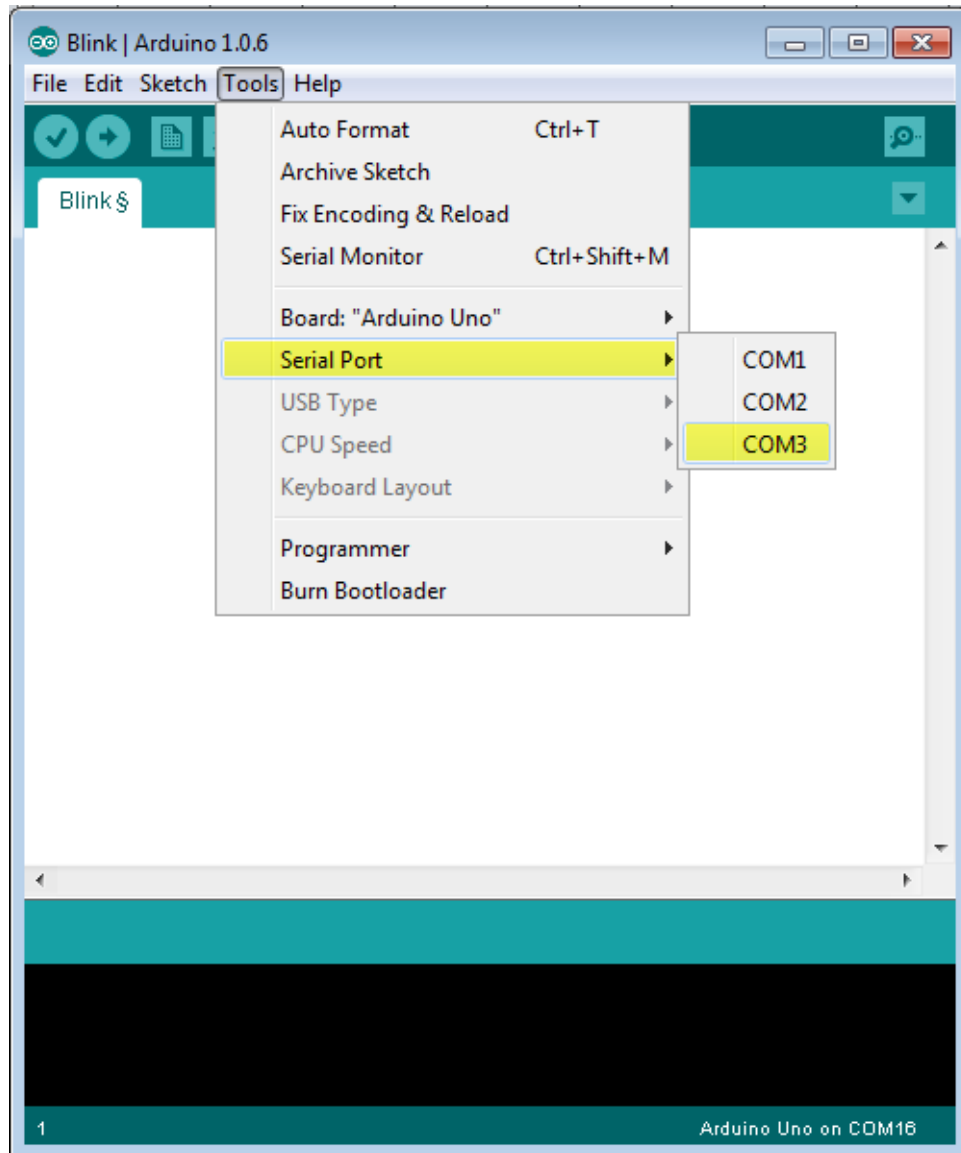 Blink | Arduino 1.0.6
File Edit Sketch Tools Help
Auto Format Ctrl+T
Archive Sketch
Blink §
Fix Encoding & Reload
Serial Monitor Ctrl+Shift+M
Board: "Arduino Uno"
Serial Port
COM1
USB Type
COM2
CPU Speed
COM3
Keyboard Layout
Programmer
Burn Bootloader
1 Arduino Uno on COM16